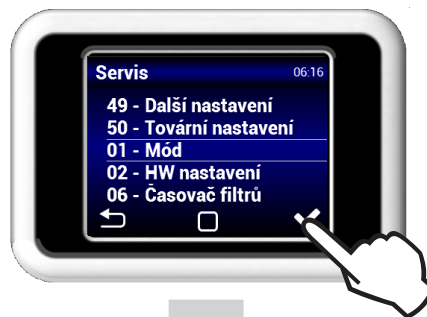 Servis 06:16
49 - Další nastavení
50 - Tovární nastavení
01 - Mód
02 - HW nastavení
06 - Časovač filtrů